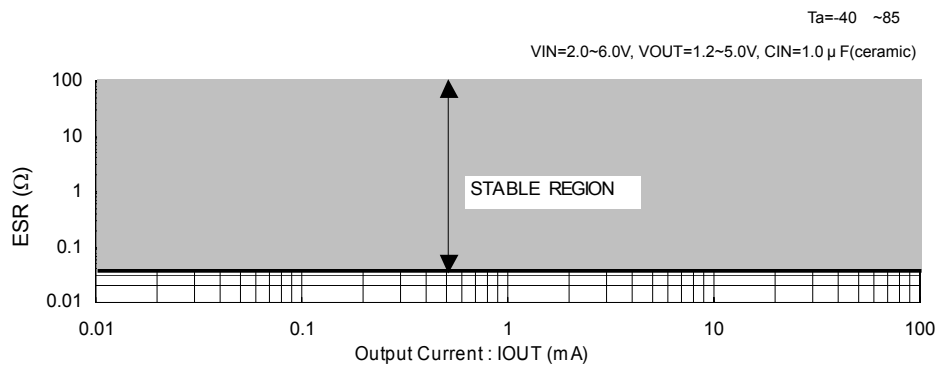 Ta=-40 ~85
VIN=2.0~6.0V, VOUT=1.2~5.0V, CIN=1.0 μ F(ceramic)
100
10
1
0.1
0.01
ESR (Ω)
STABLE REGION
0.01 0.1 1 10 100
Output Current : IOUT (mA)